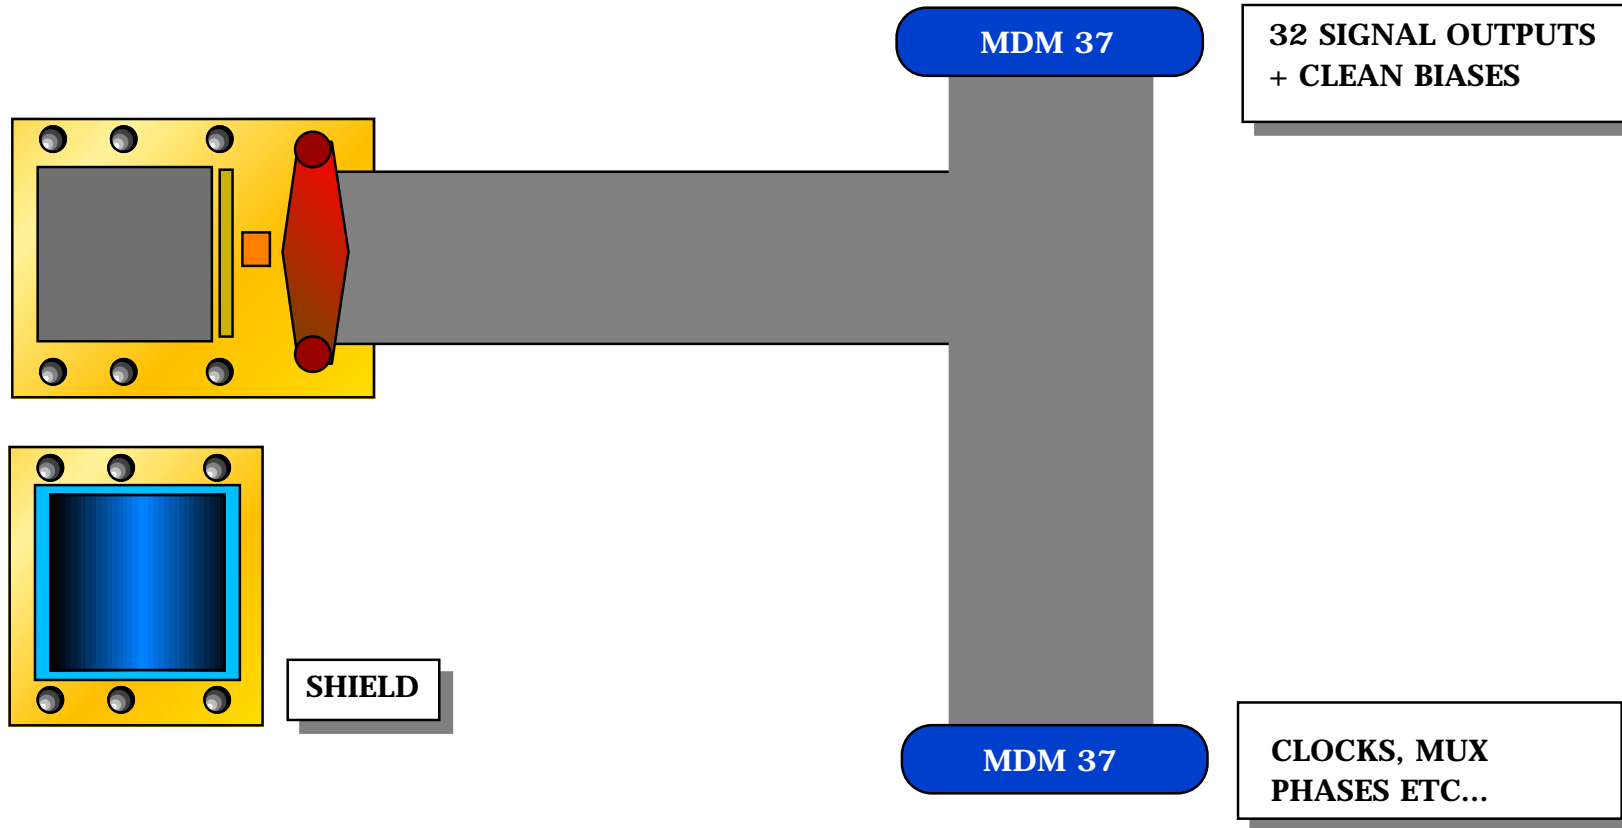 MDM 37
32 SIGNAL OUTPUTS
+ CLEAN BIASES
SHIELD
MDM 37
CLOCKS, MUX
PHASES ETC...